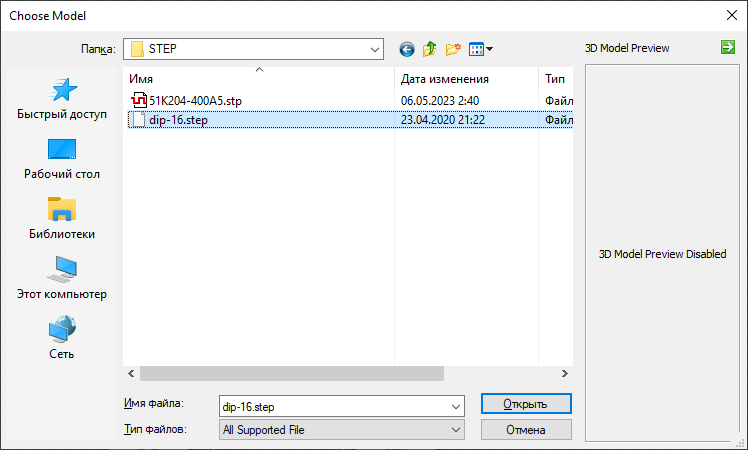 Choose Model
Папка: STEP
3D Model Preview
Имя Дата изменения Тип
51K204-400A5.stp 06.05.2023 2:40 Файл
dip-16.step 23.04.2020 21:22 Файл
Быстрый доступ
Рабочий стол
Библиотеки
Этот компьютер
Сеть
3D Model Preview Disabled
Имя файла: dip-16.step Открыть
Тип файлов: All Supported File Отмена